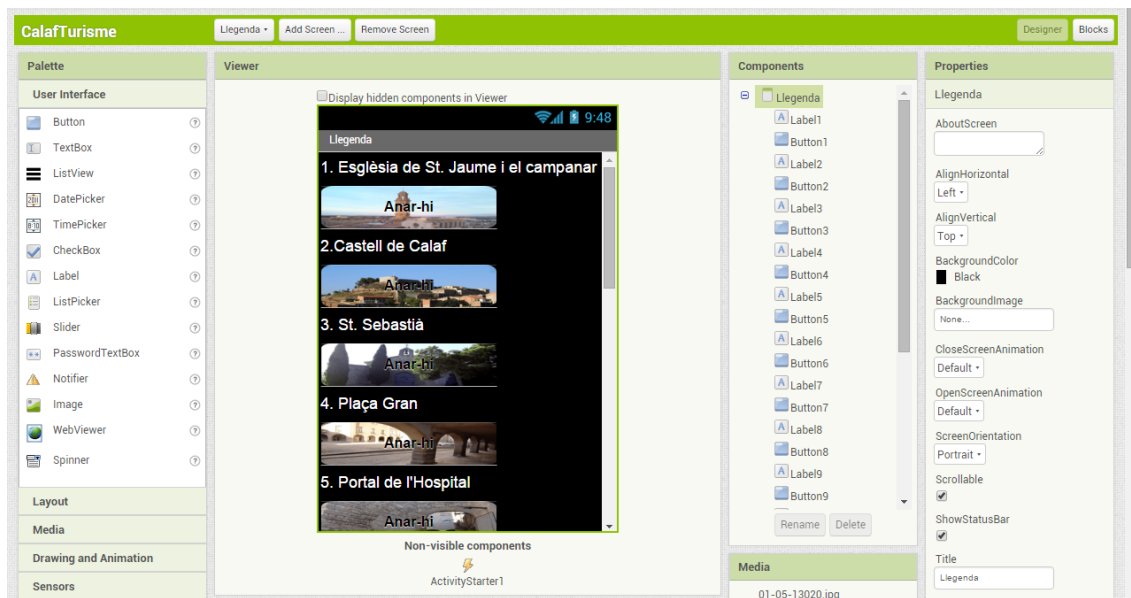 CalafTurisme
Llegenda
Add Screen ...
Remove Screen
Designer
Blocks
Palette
User Interface
Button
TextBox
ListView
DatePicker
TimePicker
CheckBox
Label
ListPicker
Slider
PasswordTextBox
Notifier
Image
WebViewer
Spinner
Layout
Media
Drawing and Animation
Sensors
Viewer
Display hidden components in Viewer
9:48
Llegenda
1. Esglèsia de St. Jaume i el campanar
Anar-hi
2.Castell de Calaf
Anar-hi
3. St. Sebastià
Anar-hi
4. Plaça Gran
Anar-hi
5. Portal de l'Hospital
Anar-hi
Non-visible components
ActivityStarter1
Components
Llegenda
Label1
Button1
Label2
Button2
Label3
Button3
Label4
Button4
Label5
Button5
Label6
Button6
Label7
Button7
Label8
Button8
Label9
Button9
Rename
Delete
Media
01-05-13020.jpg
Properties
Llegenda
AboutScreen
AlignHorizontal
Left
AlignVertical
Top
BackgroundColor
Black
BackgroundImage
None...
CloseScreenAnimation
Default
OpenScreenAnimation
Default
ScreenOrientation
Portrait
Scrollable
ShowStatusBar
Title
Llegenda